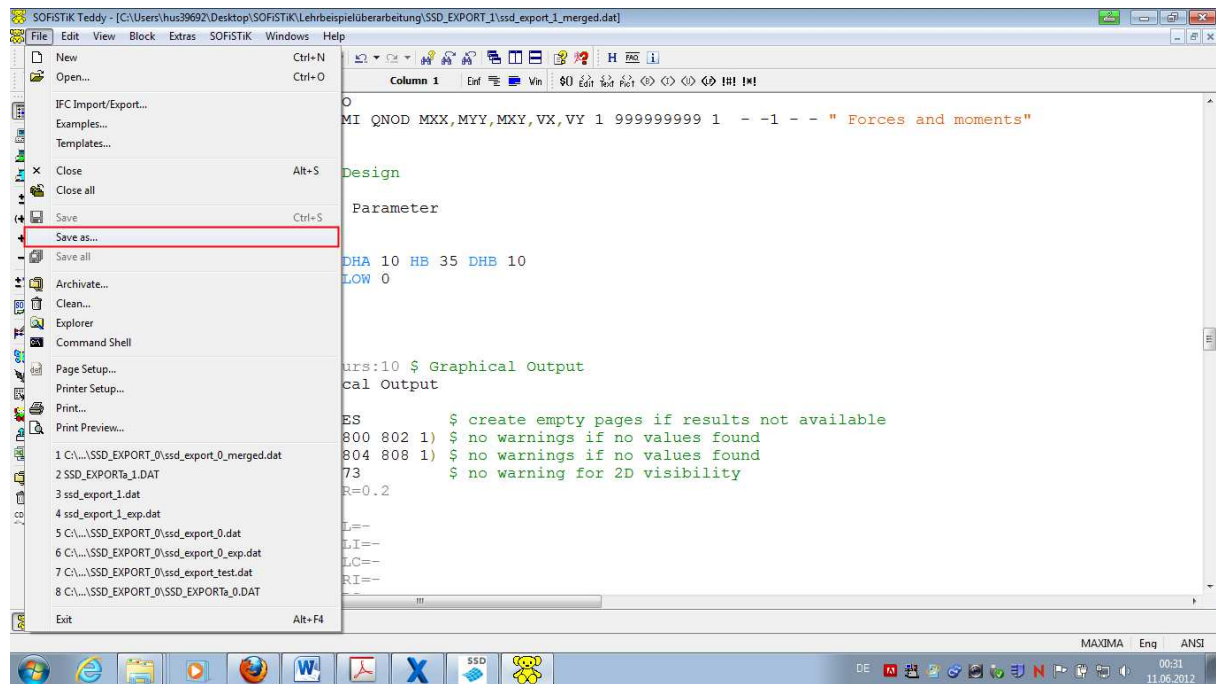 SOFiSTiK Teddy - [C:\Users\hus39692\Desktop\SOFiSTiK\Lehrbeispielüberarbeitung\SSD_EXPORT_1\ssd_export_1_merged.dat]
File Edit View Block Extras SOFiSTiK Windows Help
New Ctrl+N
H FAQ i
Open... Ctrl+O
Column 1 Einf Vin $() Edit Text Pict (B) (I) (U) !#! !*!
IFC Import/Export...
O
Examples...
MI QNOD MXX,MYY,MXY,VX,VY 1 999999999 1 - -1 - - " Forces and moments"
Templates...
Close Alt+S
Design
Close all
Parameter
Save Ctrl+S
Save as...
Save all
DHA 10 HB 35 DHB 10
LOW 0
Archivate...
Clean...
Explorer
Command Shell
Page Setup...
urs:10 $ Graphical Output
Printer Setup...
cal Output
Print...
ES $ create empty pages if results not available
Print Preview...
800 802 1) $ no warnings if no values found
1 C:\...\SSD_EXPORT_0\ssd_export_0_merged.dat
804 808 1) $ no warnings if no values found
2 SSD_EXPORTa_1.DAT
73 $ no warning for 2D visibility
3 ssd_export_1.dat
R=0.2
4 ssd_export_1_exp.dat
5 C:\...\SSD_EXPORT_0\ssd_export_0.dat
L=-
6 C:\...\SSD_EXPORT_0\ssd_export_0_exp.dat
LI=-
7 C:\...\SSD_EXPORT_0\ssd_export_test.dat
LC=-
8 C:\...\SSD_EXPORT_0\SSD_EXPORTa_0.DAT
RI=-
Exit Alt+F4
MAXIMA Eng ANSI
SSD
DE
00:31
11.06.2012